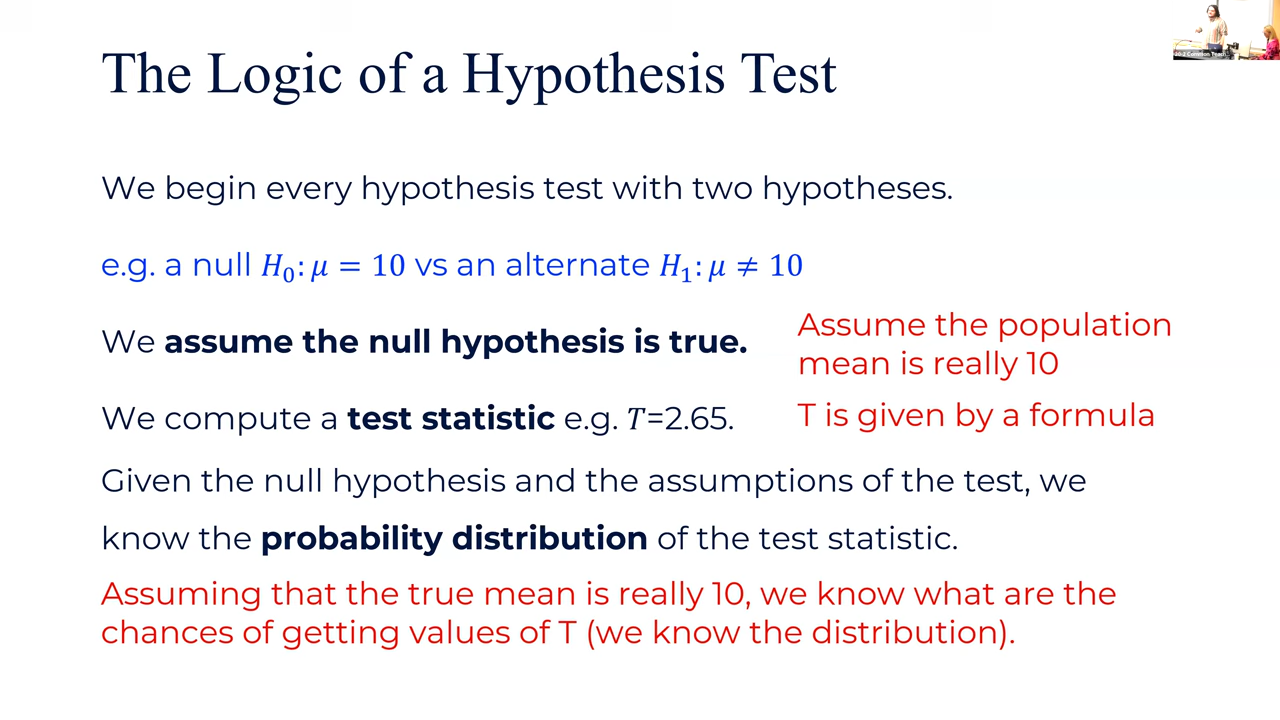 The Logic of a Hypothesis Test
We begin every hypothesis test with two hypotheses.
e.g. a null H₀: μ = 10 vs an alternate H₁: μ ≠ 10
We assume the null hypothesis is true.
Assume the population
mean is really 10
We compute a test statistic e.g. T=2.65.
T is given by a formula
Given the null hypothesis and the assumptions of the test, we
know the probability distribution of the test statistic.
Assuming that the true mean is really 10, we know what are the
chances of getting values of T (we know the distribution).